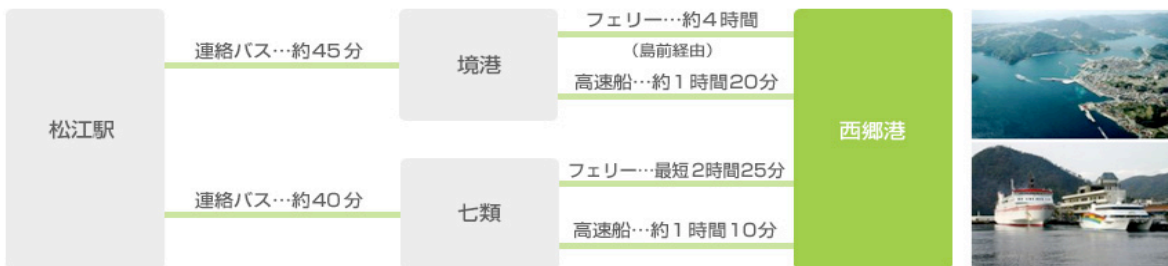 松江駅
連絡バス…約45分
境港
フェリー…約4時間
(島前経由)
高速船…約1時間20分
連絡バス…約40分
七類
フェリー…最短2時間25分
高速船…約1時間10分
西郷港